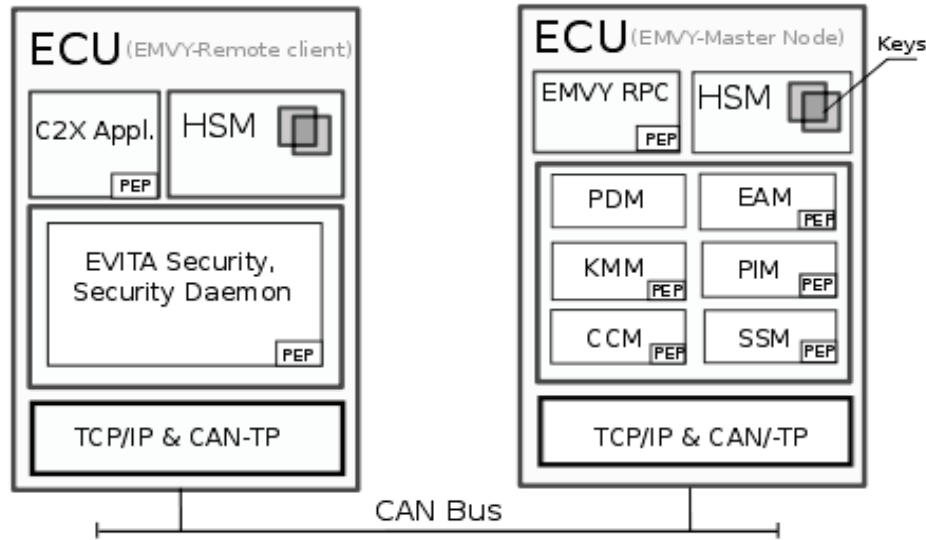 ECU (EMVY-Remote client)
C2X Appl.
PEP
HSM
EVITA Security,
Security Daemon
PEP
TCP/IP & CAN-TP
ECU (EMVY-Master Node)
Keys
EMVY RPC
PEP
HSM
PDM
EAM
PEP
KMM
PEP
PIM
PEP
CCM
PEP
SSM
PEP
TCP/IP & CAN/-TP
CAN Bus